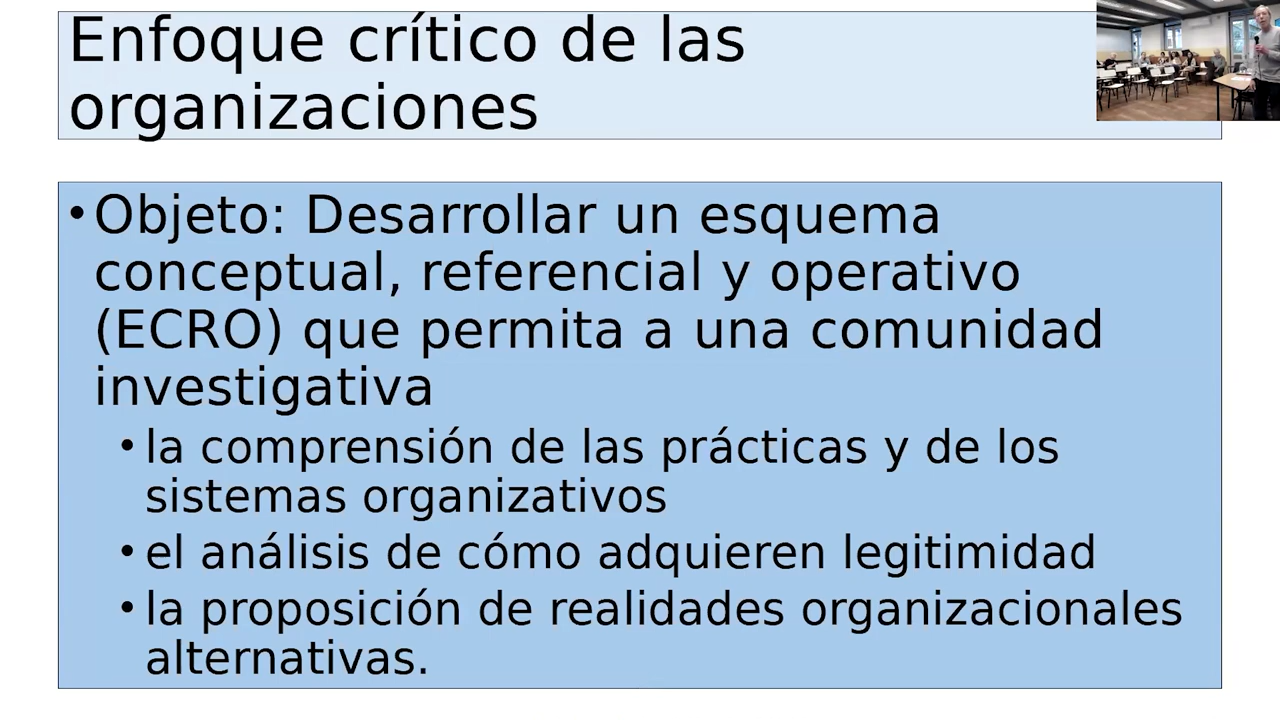 Enfoque crítico de las
organizaciones
• Objeto: Desarrollar un esquema
conceptual, referencial y operativo
(ECRO) que permita a una comunidad
investigativa
• la comprensión de las prácticas y de los
sistemas organizativos
• el análisis de cómo adquieren legitimidad
• la proposición de realidades organizacionales
alternativas.